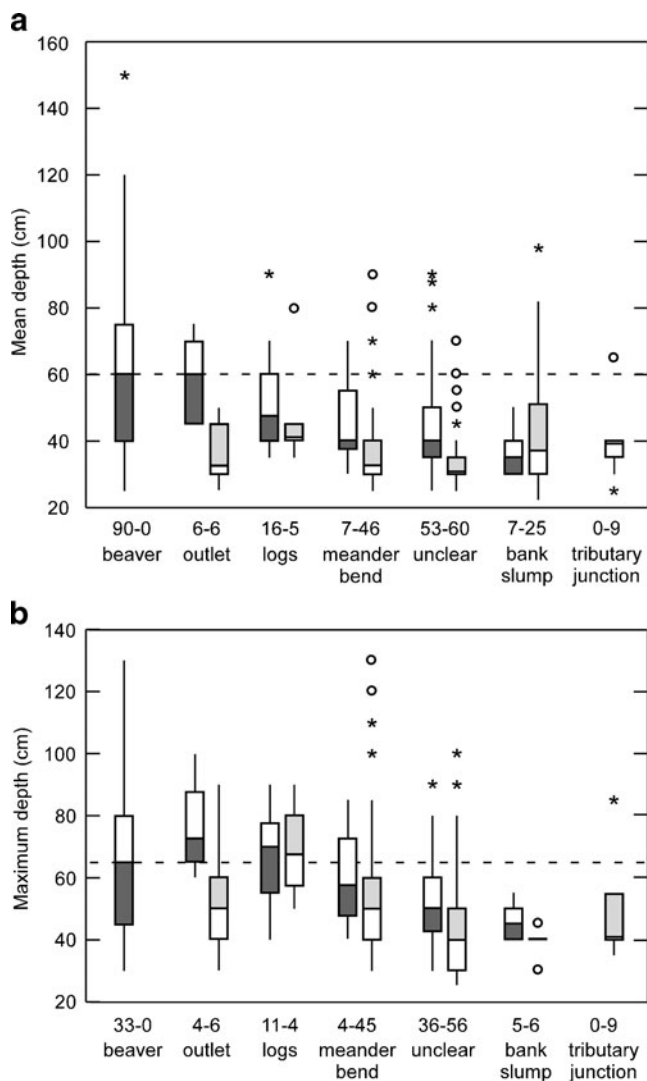 a
160
140
120
100
80
60
40
20
Mean depth (cm)
90-0 6-6 16-5 7-46 53-60 7-25 0-9
beaver outlet logs meander unclear bank tributary
bend slump junction
b
140
120
100
80
60
40
20
Maximum depth (cm)
33-0 4-6 11-4 4-45 36-56 5-6 0-9
beaver outlet logs meander unclear bank tributary
bend slump junction